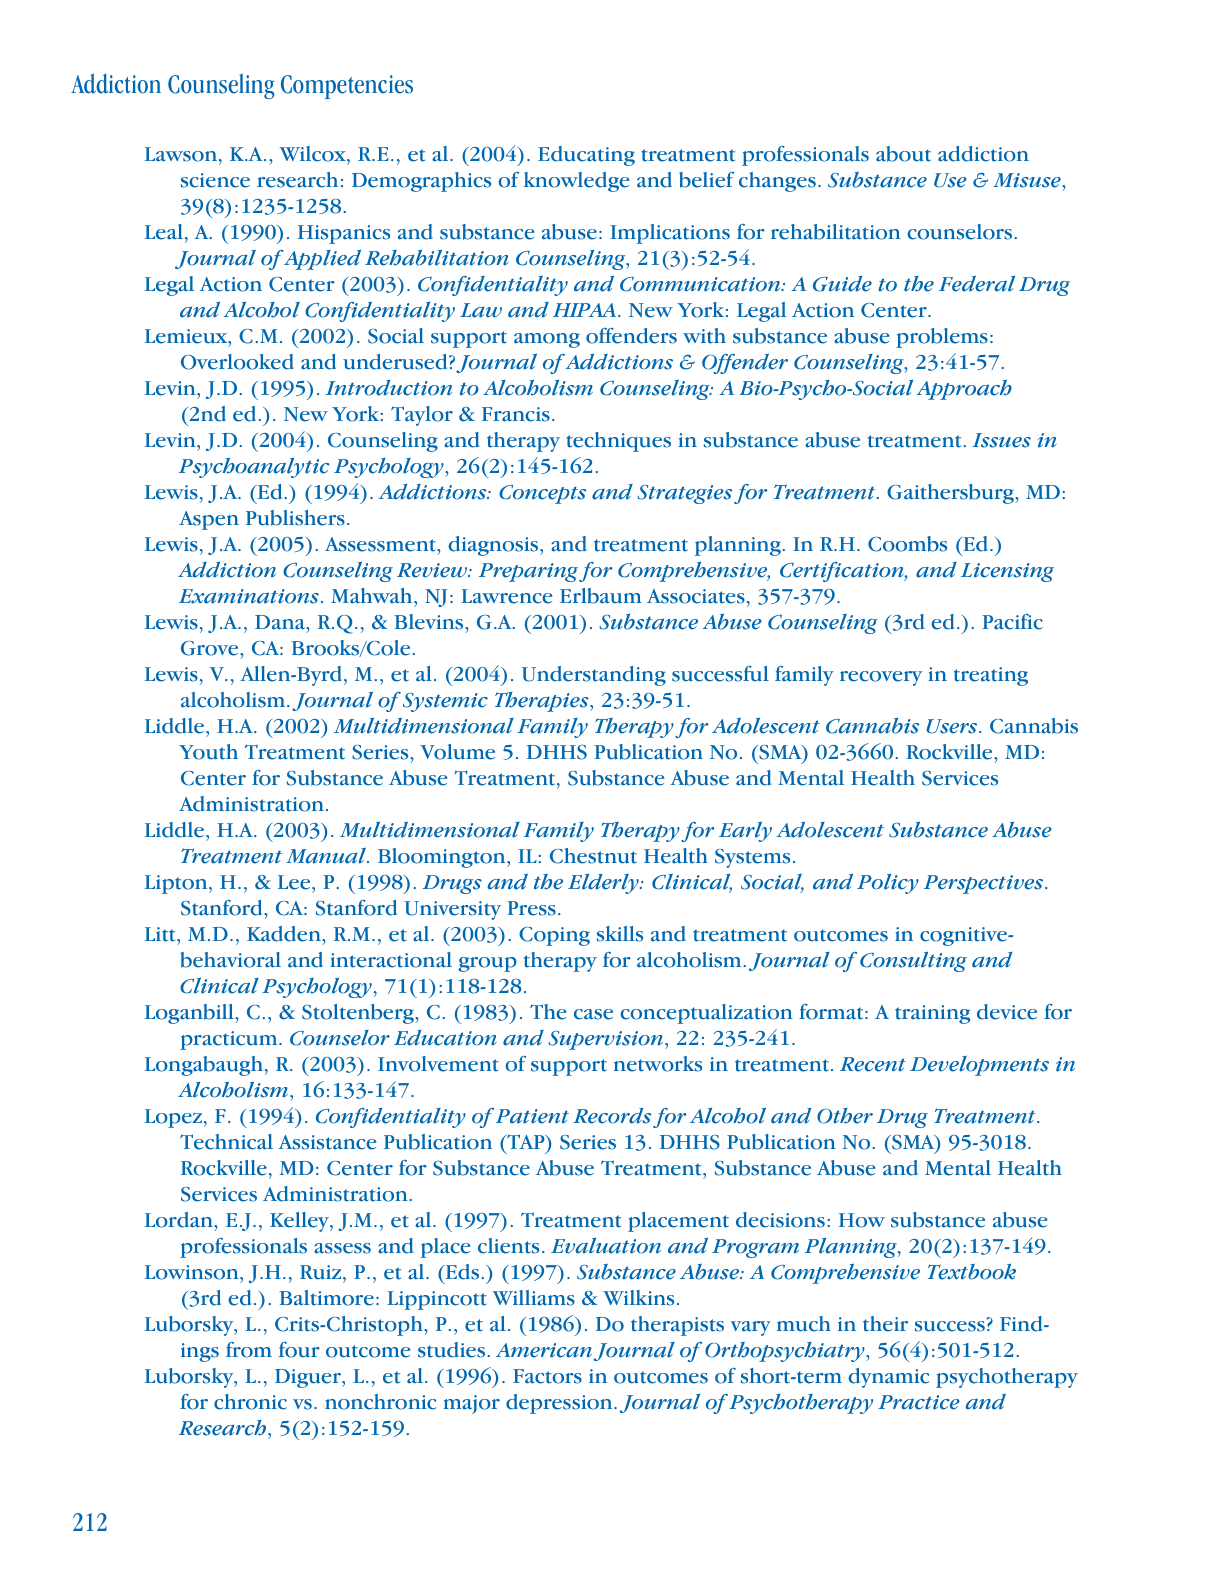 Addiction Counseling Competencies
Lawson, K.A., Wilcox, R.E., et al. (2004). Educating treatment professionals about addiction
science research: Demographics of knowledge and belief changes. Substance Use & Misuse,
39(8):1235-1258.
Leal, A. (1990). Hispanics and substance abuse: Implications for rehabilitation counselors.
Journal of Applied Rehabilitation Counseling, 21(3):52-54.
Legal Action Center (2003). Confidentiality and Communication: A Guide to the Federal Drug
and Alcohol Confidentiality Law and HIPAA. New York: Legal Action Center.
Lemieux, C.M. (2002). Social support among offenders with substance abuse problems:
Overlooked and underused? Journal of Addictions & Offender Counseling, 23:41-57.
Levin, J.D. (1995). Introduction to Alcoholism Counseling: A Bio-Psycho-Social Approach
(2nd ed.). New York: Taylor & Francis.
Levin, J.D. (2004). Counseling and therapy techniques in substance abuse treatment. Issues in
Psychoanalytic Psychology, 26(2):145-162.
Lewis, J.A. (Ed.) (1994). Addictions: Concepts and Strategies for Treatment. Gaithersburg, MD:
Aspen Publishers.
Lewis, J.A. (2005). Assessment, diagnosis, and treatment planning. In R.H. Coombs (Ed.)
Addiction Counseling Review: Preparing for Comprehensive, Certification, and Licensing
Examinations. Mahwah, NJ: Lawrence Erlbaum Associates, 357-379.
Lewis, J.A., Dana, R.Q., & Blevins, G.A. (2001). Substance Abuse Counseling (3rd ed.). Pacific
Grove, CA: Brooks/Cole.
Lewis, V., Allen-Byrd, M., et al. (2004). Understanding successful family recovery in treating
alcoholism. Journal of Systemic Therapies, 23:39-51.
Liddle, H.A. (2002) Multidimensional Family Therapy for Adolescent Cannabis Users. Cannabis
Youth Treatment Series, Volume 5. DHHS Publication No. (SMA) 02-3660. Rockville, MD:
Center for Substance Abuse Treatment, Substance Abuse and Mental Health Services
Administration.
Liddle, H.A. (2003). Multidimensional Family Therapy for Early Adolescent Substance Abuse
Treatment Manual. Bloomington, IL: Chestnut Health Systems.
Lipton, H., & Lee, P. (1998). Drugs and the Elderly: Clinical, Social, and Policy Perspectives.
Stanford, CA: Stanford University Press.
Litt, M.D., Kadden, R.M., et al. (2003). Coping skills and treatment outcomes in cognitive-
behavioral and interactional group therapy for alcoholism. Journal of Consulting and
Clinical Psychology, 71(1):118-128.
Loganbill, C., & Stoltenberg, C. (1983). The case conceptualization format: A training device for
practicum. Counselor Education and Supervision, 22: 235-241.
Longabaugh, R. (2003). Involvement of support networks in treatment. Recent Developments in
Alcoholism, 16:133-147.
Lopez, F. (1994). Confidentiality of Patient Records for Alcohol and Other Drug Treatment.
Technical Assistance Publication (TAP) Series 13. DHHS Publication No. (SMA) 95-3018.
Rockville, MD: Center for Substance Abuse Treatment, Substance Abuse and Mental Health
Services Administration.
Lordan, E.J., Kelley, J.M., et al. (1997). Treatment placement decisions: How substance abuse
professionals assess and place clients. Evaluation and Program Planning, 20(2):137-149.
Lowinson, J.H., Ruiz, P., et al. (Eds.) (1997). Substance Abuse: A Comprehensive Textbook
(3rd ed.). Baltimore: Lippincott Williams & Wilkins.
Luborsky, L., Crits-Christoph, P., et al. (1986). Do therapists vary much in their success? Find-
ings from four outcome studies. American Journal of Orthopsychiatry, 56(4):501-512.
Luborsky, L., Diguer, L., et al. (1996). Factors in outcomes of short-term dynamic psychotherapy
for chronic vs. nonchronic major depression. Journal of Psychotherapy Practice and
Research, 5(2):152-159.
212